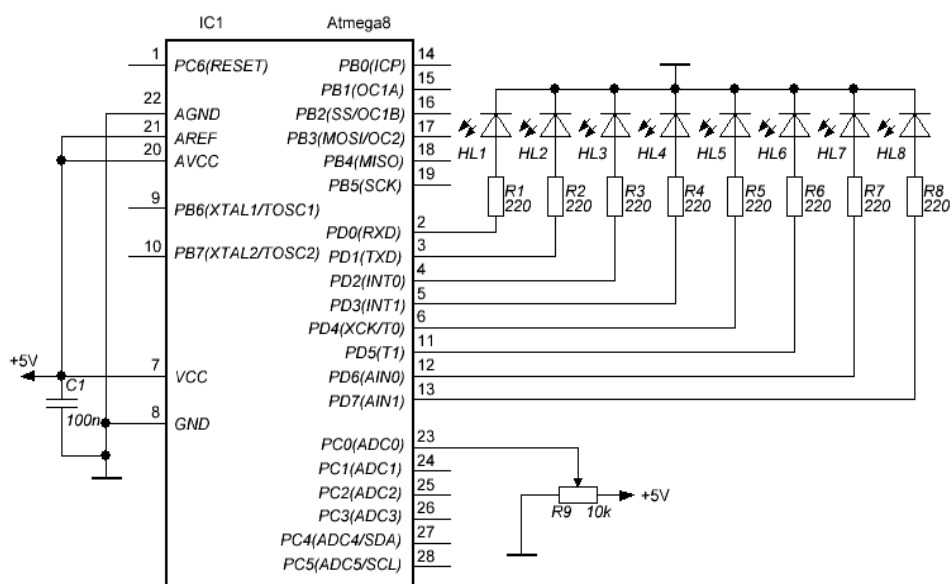 IC1
Atmega8
1
PC6(RESET)
22
AGND
21
AREF
20
AVCC
9
PB6(XTAL1/TOSC1)
10
PB7(XTAL2/TOSC2)
+5V
7
VCC
C1
100n
8
GND
14
PB0(ICP)
15
PB1(OC1A)
16
PB2(SS/OC1B)
17
PB3(MOSI/OC2)
18
PB4(MISO)
19
PB5(SCK)
2
PD0(RXD)
3
PD1(TXD)
4
PD2(INT0)
5
PD3(INT1)
6
PD4(XCK/T0)
11
PD5(T1)
12
PD6(AIN0)
13
PD7(AIN1)
23
PC0(ADC0)
24
PC1(ADC1)
25
PC2(ADC2)
26
PC3(ADC3)
27
PC4(ADC4/SDA)
28
PC5(ADC5/SCL)
HL1
HL2
HL3
HL4
HL5
HL6
HL7
HL8
R1
220
R2
220
R3
220
R4
220
R5
220
R6
220
R7
220
R8
220
R9 10k
+5V